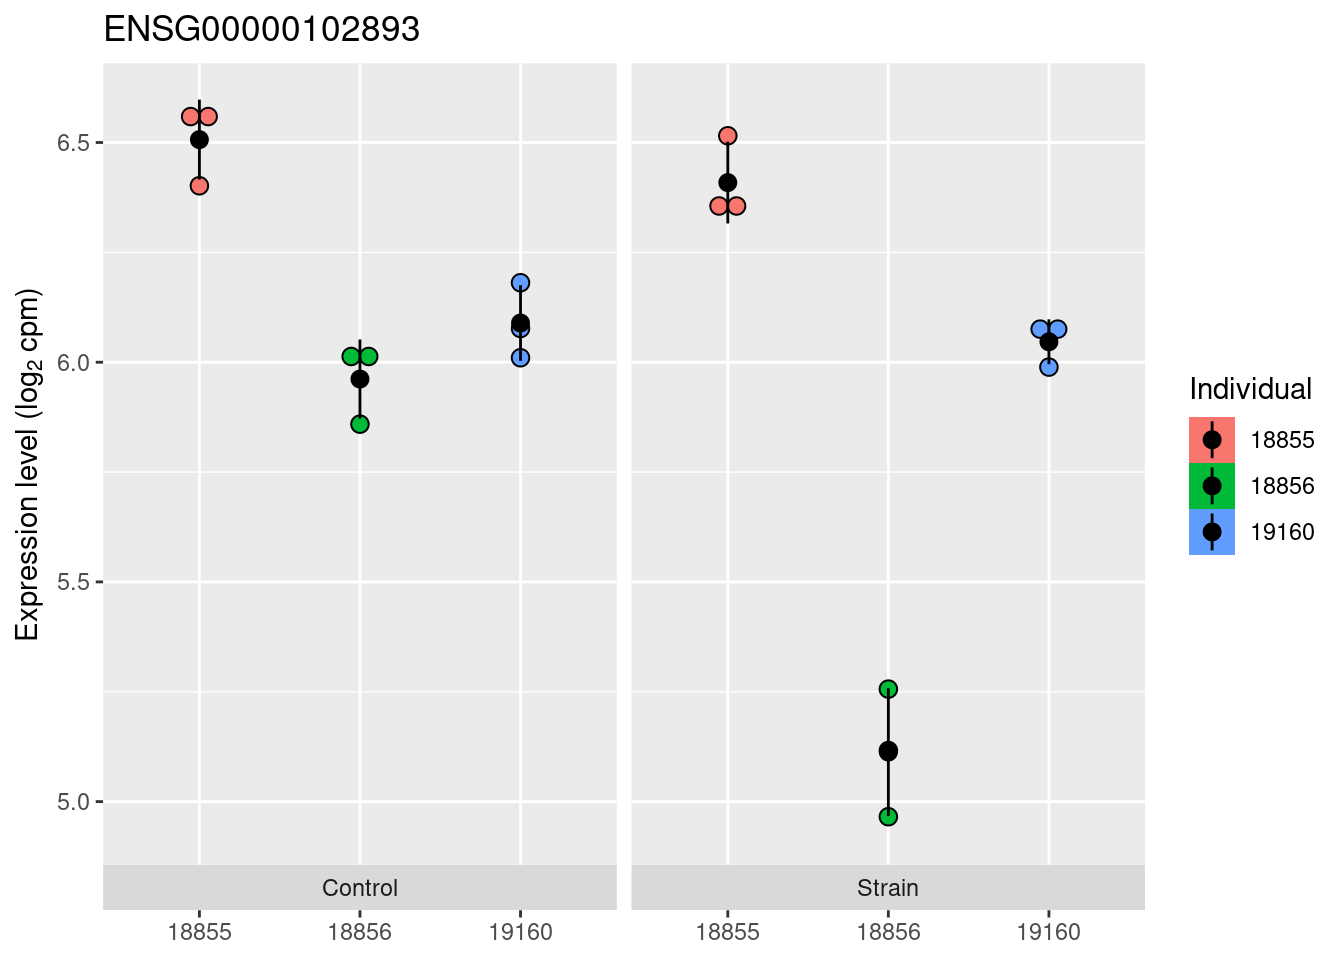 ENSG00000102893
Expression level (log₂ cpm)
6.5
6.0
5.5
5.0
Control
Strain
18855
18856
19160
18855
18856
19160
Individual
18855
18856
19160